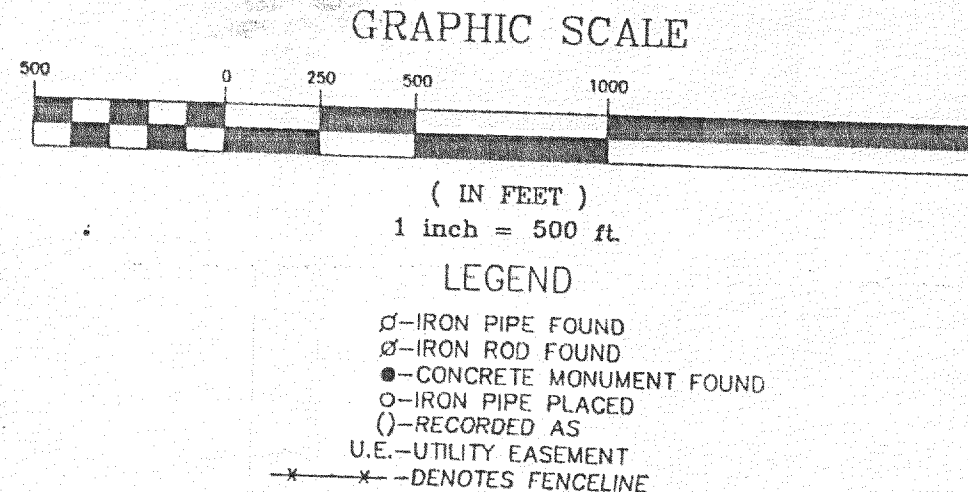 GRAPHIC SCALE
500 0 250 500 1000
( IN FEET )
1 inch = 500 ft.
LEGEND
Ơ-IRON PIPE FOUND
Ø-IRON ROD FOUND
●-CONCRETE MONUMENT FOUND
O-IRON PIPE PLACED
()-RECORDED AS
U.E.-UTILITY EASEMENT
-x——x- -DENOTES FENCELINE